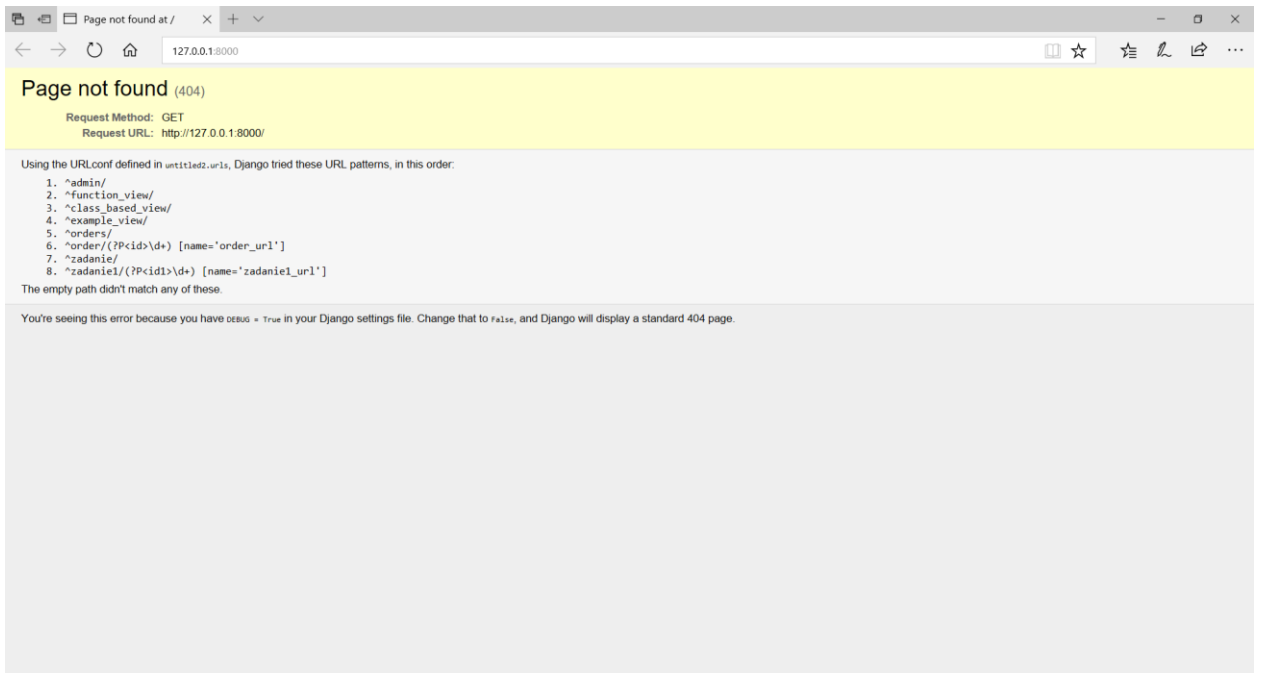 Page not found at /
127.0.0.1:8000
Page not found (404)
Request Method: GET
Request URL: http://127.0.0.1:8000/
Using the URLconf defined in untitled2.urls, Django tried these URL patterns, in this order:
1. ^admin/
2. ^function_view/
3. ^class_based_view/
4. ^example_view/
5. ^orders/
6. ^order/(?P<id>\d+) [name='order_url']
7. ^zadanie/
8. ^zadanie1/(?P<id1>\d+) [name='zadanie1_url']
The empty path didn't match any of these.
You're seeing this error because you have DEBUG = True in your Django settings file. Change that to False, and Django will display a standard 404 page.